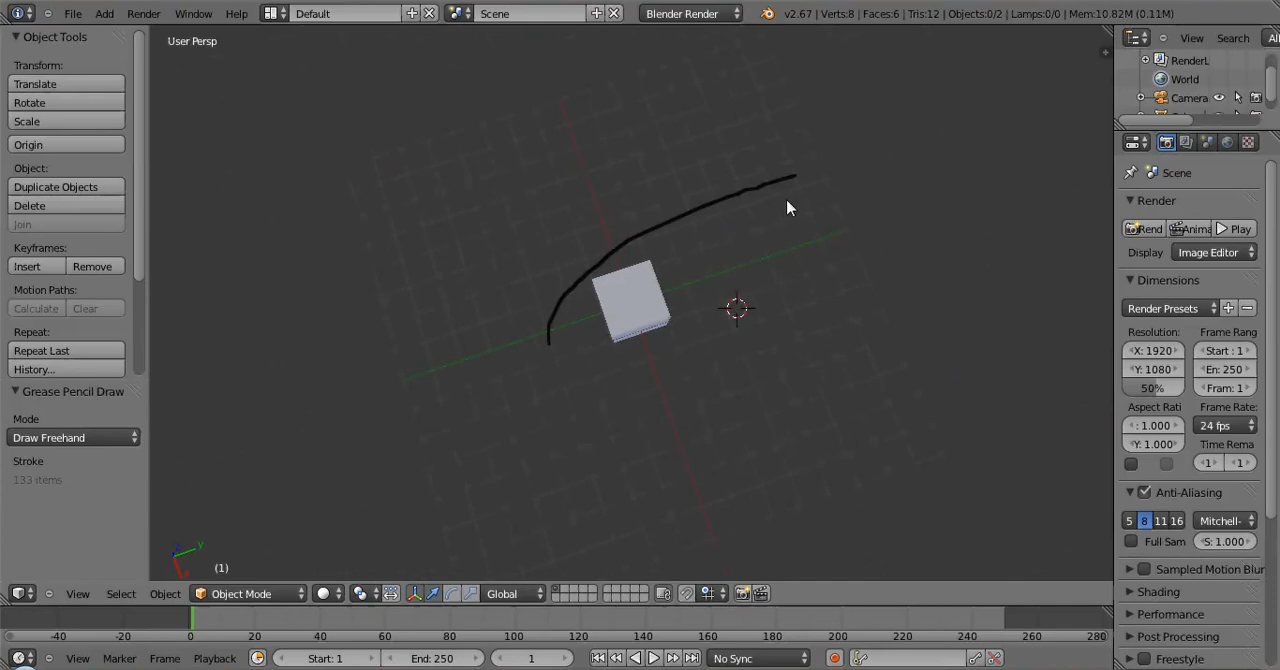 File Add Render Window Help Default Scene Blender Render v2.67 | Verts:8 | Faces:6 | Tris:12 | Objects:0/2 | Lamps:0/0 | Mem:10.82M (0.11M)
Object Tools
Transform:
Translate
Rotate
Scale
Origin
Object:
Duplicate Objects
Delete
Join
Keyframes:
Insert Remove
Motion Paths:
Calculate Clear
Repeat:
Repeat Last
History...
Grease Pencil Draw
Mode
Draw Freehand
Stroke
133 items
User Persp
y
(1)
View Select Object Object Mode Global
View Search Al
RenderL
World
Camera
Scene
Render
Rend Anima Play
Display Image Editor
Dimensions
Render Presets
Resolution: Frame Rang
X: 1920 Start : 1
Y: 1080 En: 250
50% Fram: 1
Aspect Rati Frame Rate:
: 1.000 24 fps
Y: 1.000 Time Rema
1 1
Anti-Aliasing
5 8 11 16 Mitchell-
Full Sam S: 1.000
Sampled Motion Blur
Shading
Performance
Post Processing
Freestyle
-40 -20 0 20 40 60 80 100 120 140 160 180 200 220 240 260 280
View Marker Frame Playback Start: 1 End: 250 1 No Sync